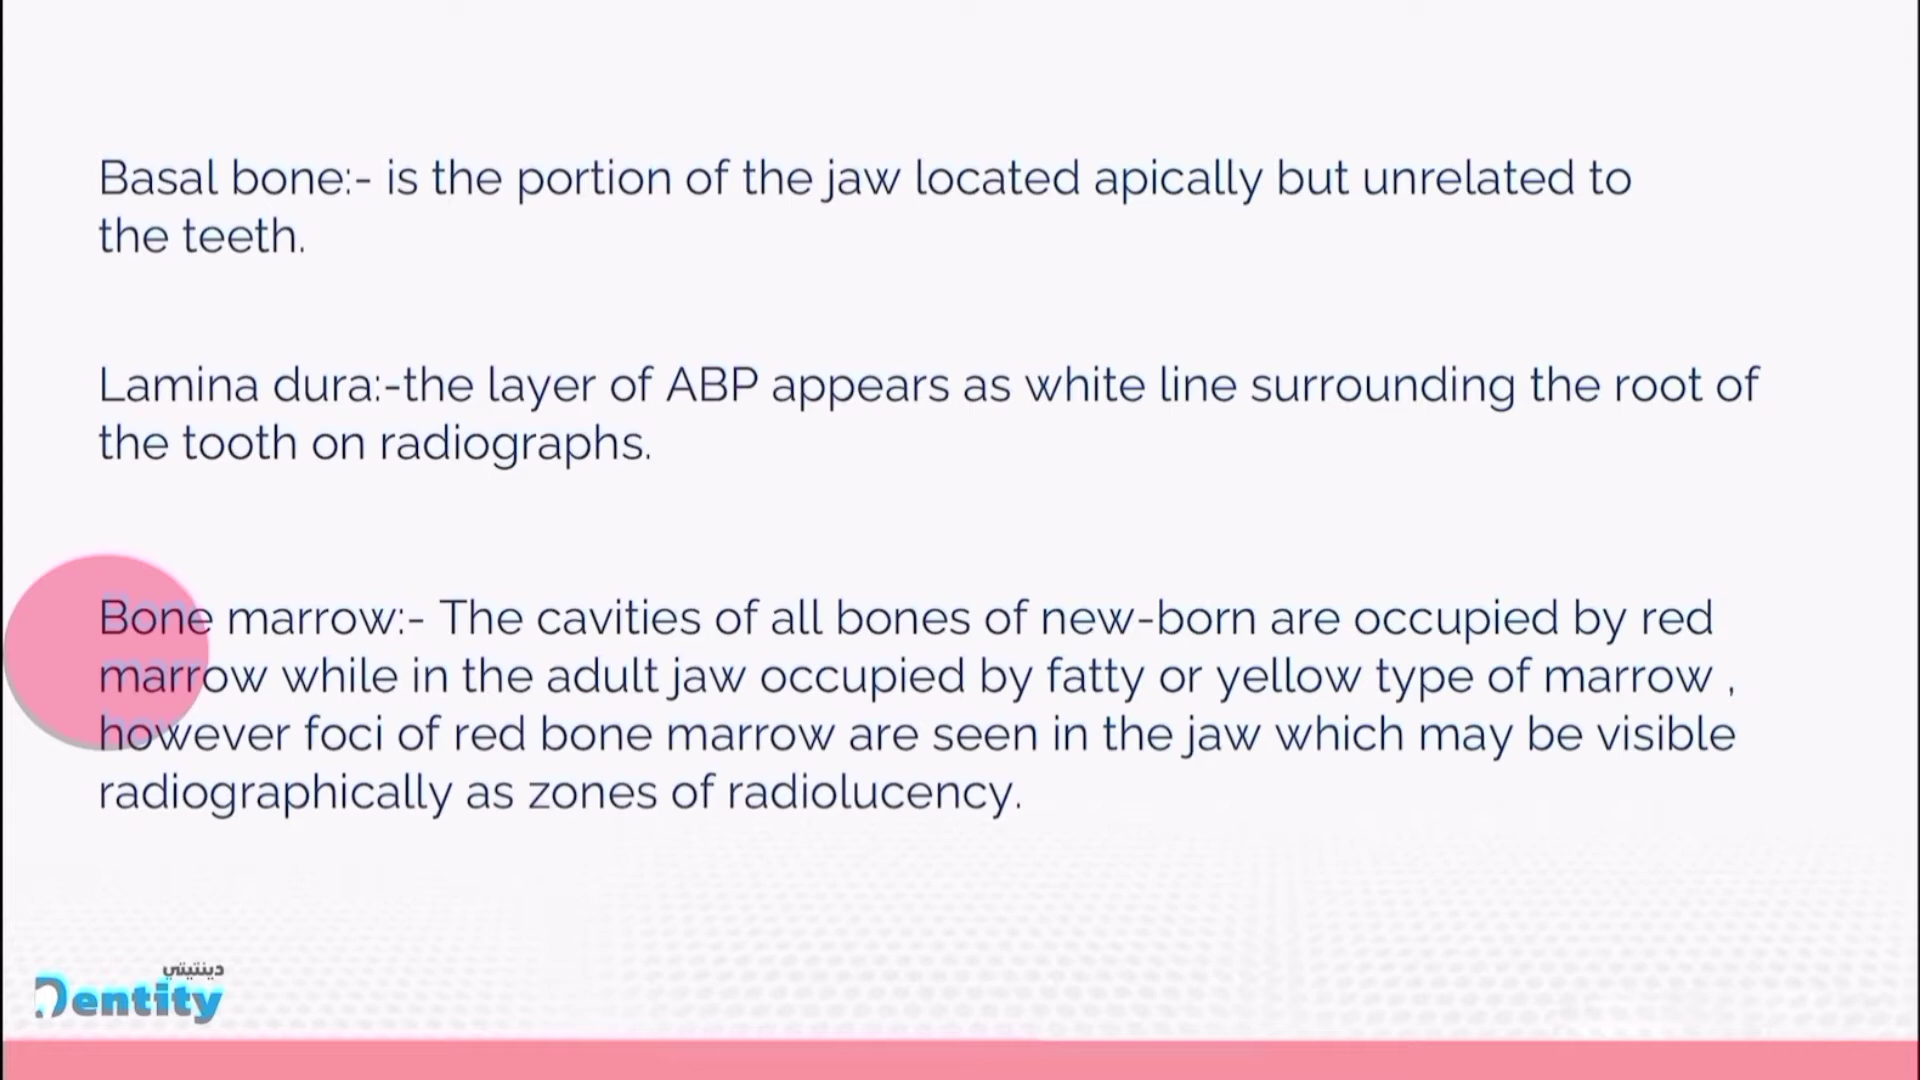 Basal bone:- is the portion of the jaw located apically but unrelated to
the teeth.
Lamina dura:-the layer of ABP appears as white line surrounding the root of
the tooth on radiographs.
Bone marrow:- The cavities of all bones of new-born are occupied by red
marrow while in the adult jaw occupied by fatty or yellow type of marrow ,
however foci of red bone marrow are seen in the jaw which may be visible
radiographically as zones of radiolucency.
دينتيتي
Dentity